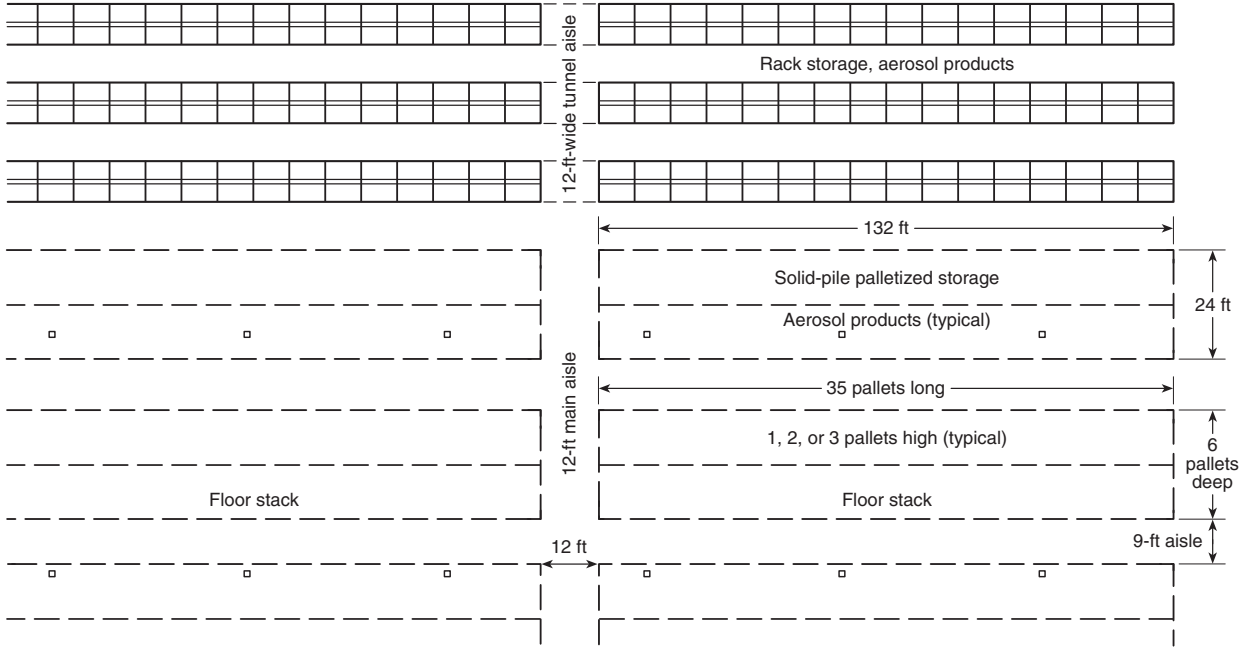 12-ft-wide tunnel aisle
Rack storage, aerosol products
132 ft
Solid-pile palletized storage
24 ft
Aerosol products (typical)
12-ft main aisle
35 pallets long
1, 2, or 3 pallets high (typical)
6
pallets
deep
Floor stack
Floor stack
9-ft aisle
12 ft